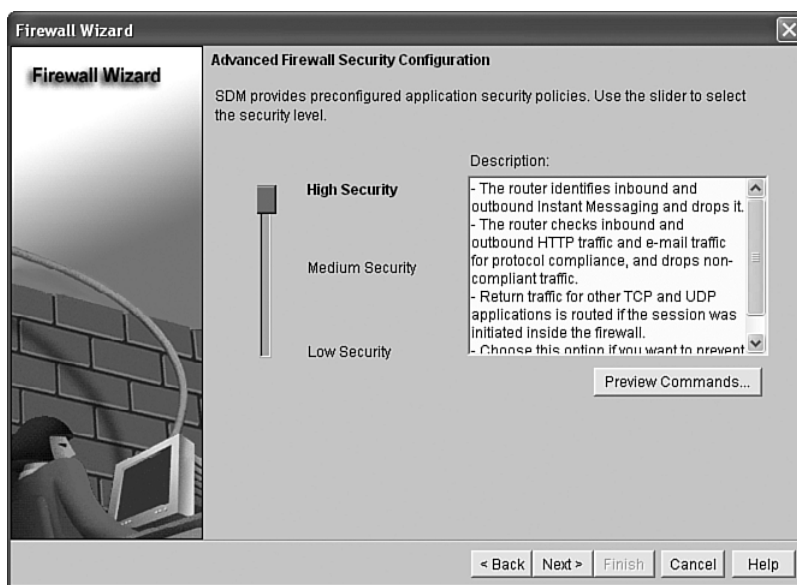 Firewall Wizard
Firewall Wizard
Advanced Firewall Security Configuration
SDM provides preconfigured application security policies. Use the slider to select
the security level.
Description:
High Security
Medium Security
Low Security
- The router identifies inbound and
outbound Instant Messaging and drops it.
- The router checks inbound and
outbound HTTP traffic and e-mail traffic
for protocol compliance, and drops non-
compliant traffic.
- Return traffic for other TCP and UDP
applications is routed if the session was
initiated inside the firewall.
- Choose this option if you want to prevent
Preview Commands...
< Back
Next >
Finish
Cancel
Help